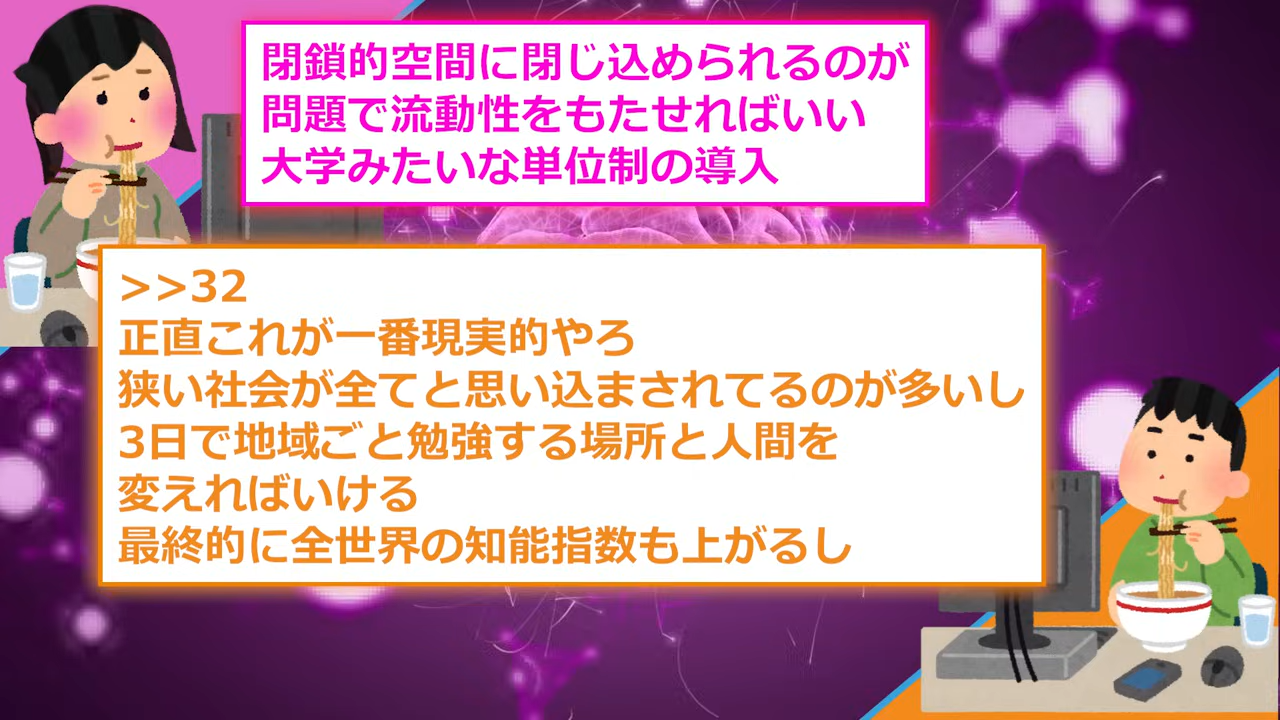 閉鎖的空間に閉じ込められるのが
問題で流動性をもたせればいい
大学みたいな単位制の導入
>>32
正直これが一番現実的やろ
狭い社会が全てと思い込まされてるのが多いし
3日で地域ごと勉強する場所と人間を
変えればいける
最終的に全世界の知能指数も上がるし